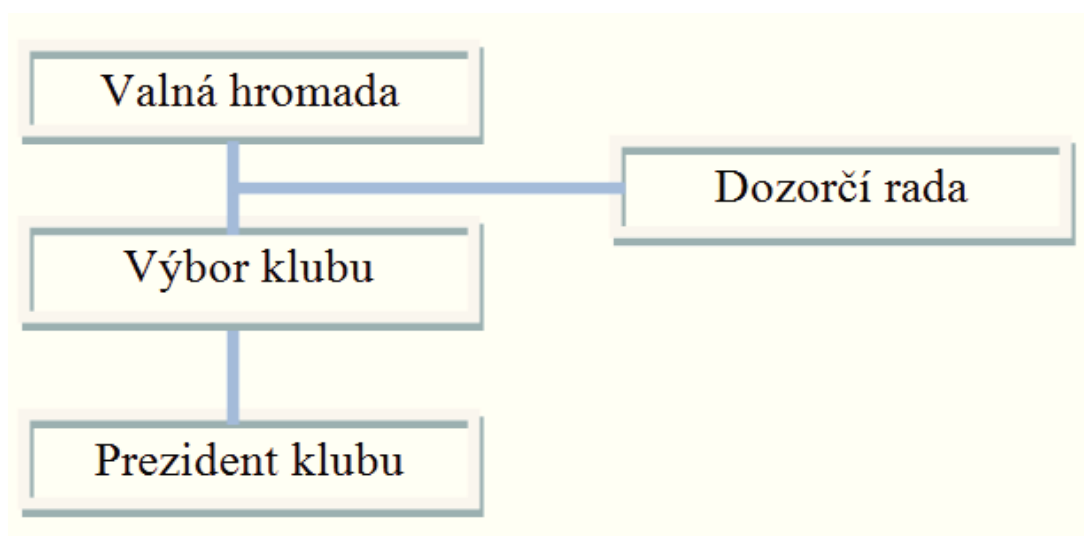 Valná hromada
Dozorčí rada
Výbor klubu
Prezident klubu